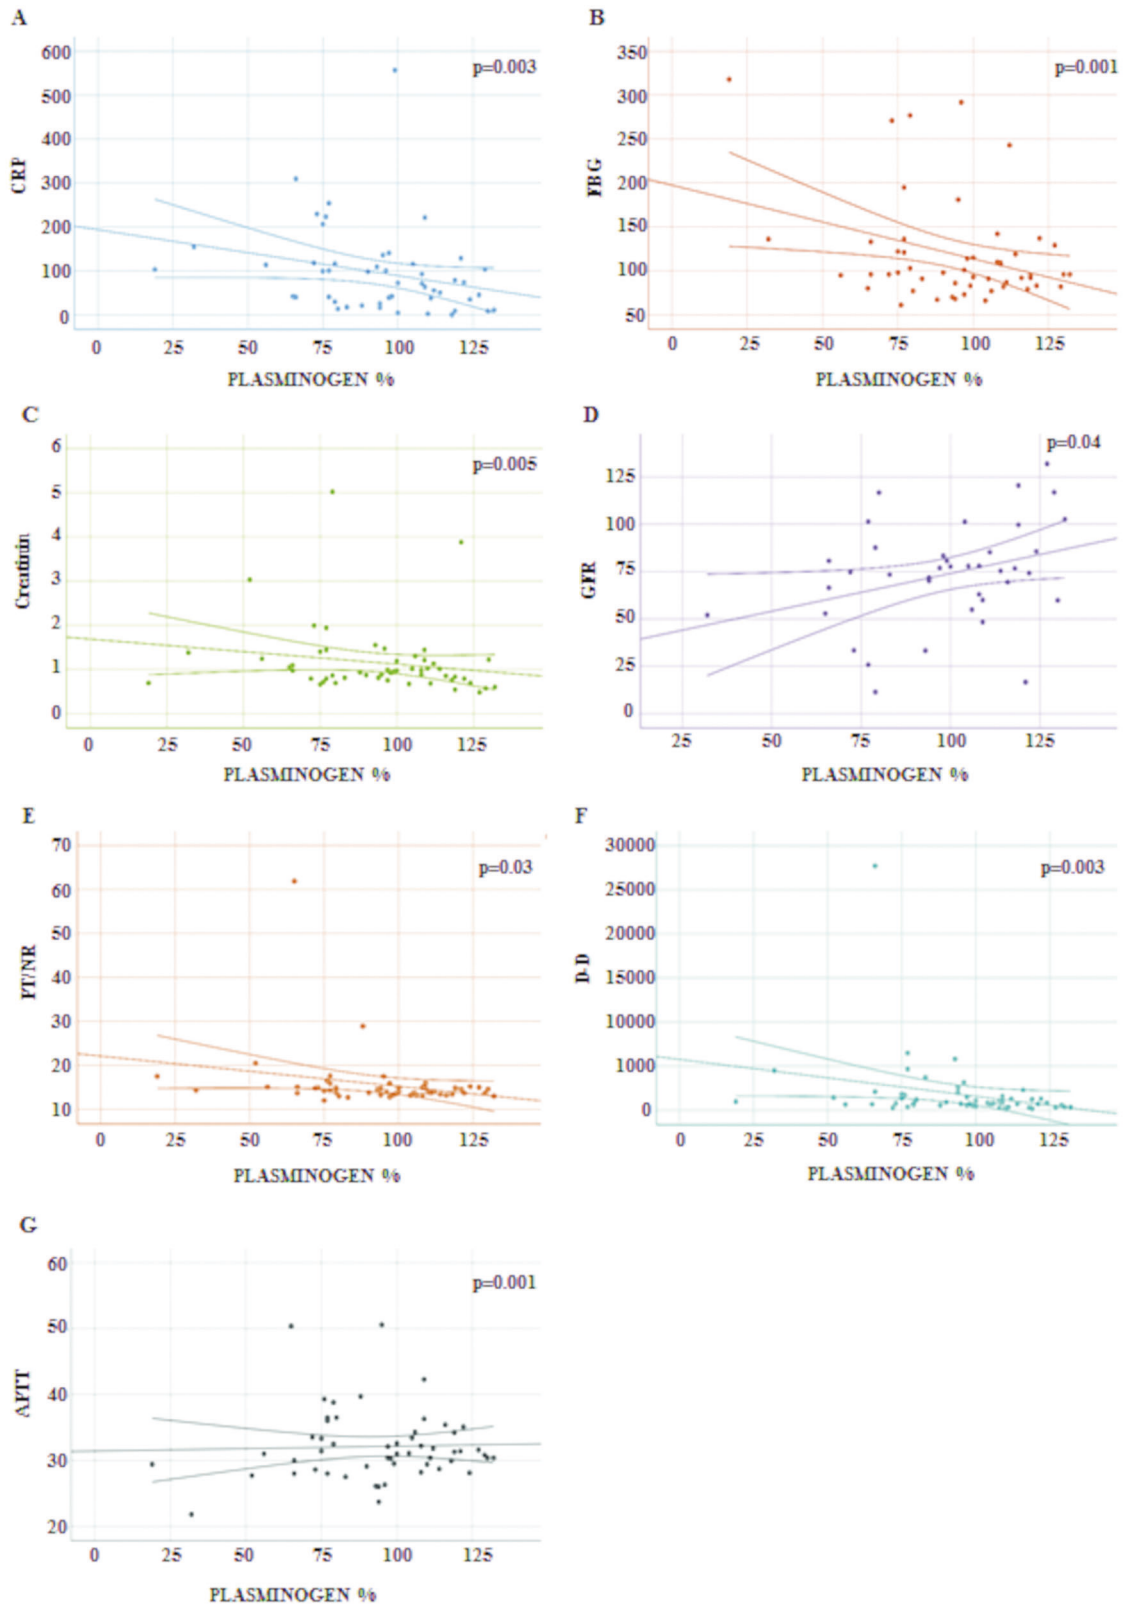 A
600
500
400
300
200
100
0
CRP
p=0.003
0 25 50 75 100 125
PLASMINOGEN %
B
350
300
250
200
150
100
50
FBG
p=0.001
0 25 50 75 100 125
PLASMINOGEN %
C
6
5
4
3
2
1
0
Creatinin
p=0.005
0 25 50 75 100 125
PLASMINOGEN %
D
125
100
75
50
25
0
GFR
p=0.04
25 50 75 100 125
PLASMINOGEN %
E
70
60
50
40
30
20
10
PT/NR
p=0.03
0 25 50 75 100 125
PLASMINOGEN %
F
30000
25000
20000
15000
10000
1000
0
D-D
p=0.003
0 25 50 75 100 125
PLASMINOGEN %
G
60
50
40
30
20
APTT
p=0.001
0 25 50 75 100 125
PLASMINOGEN %